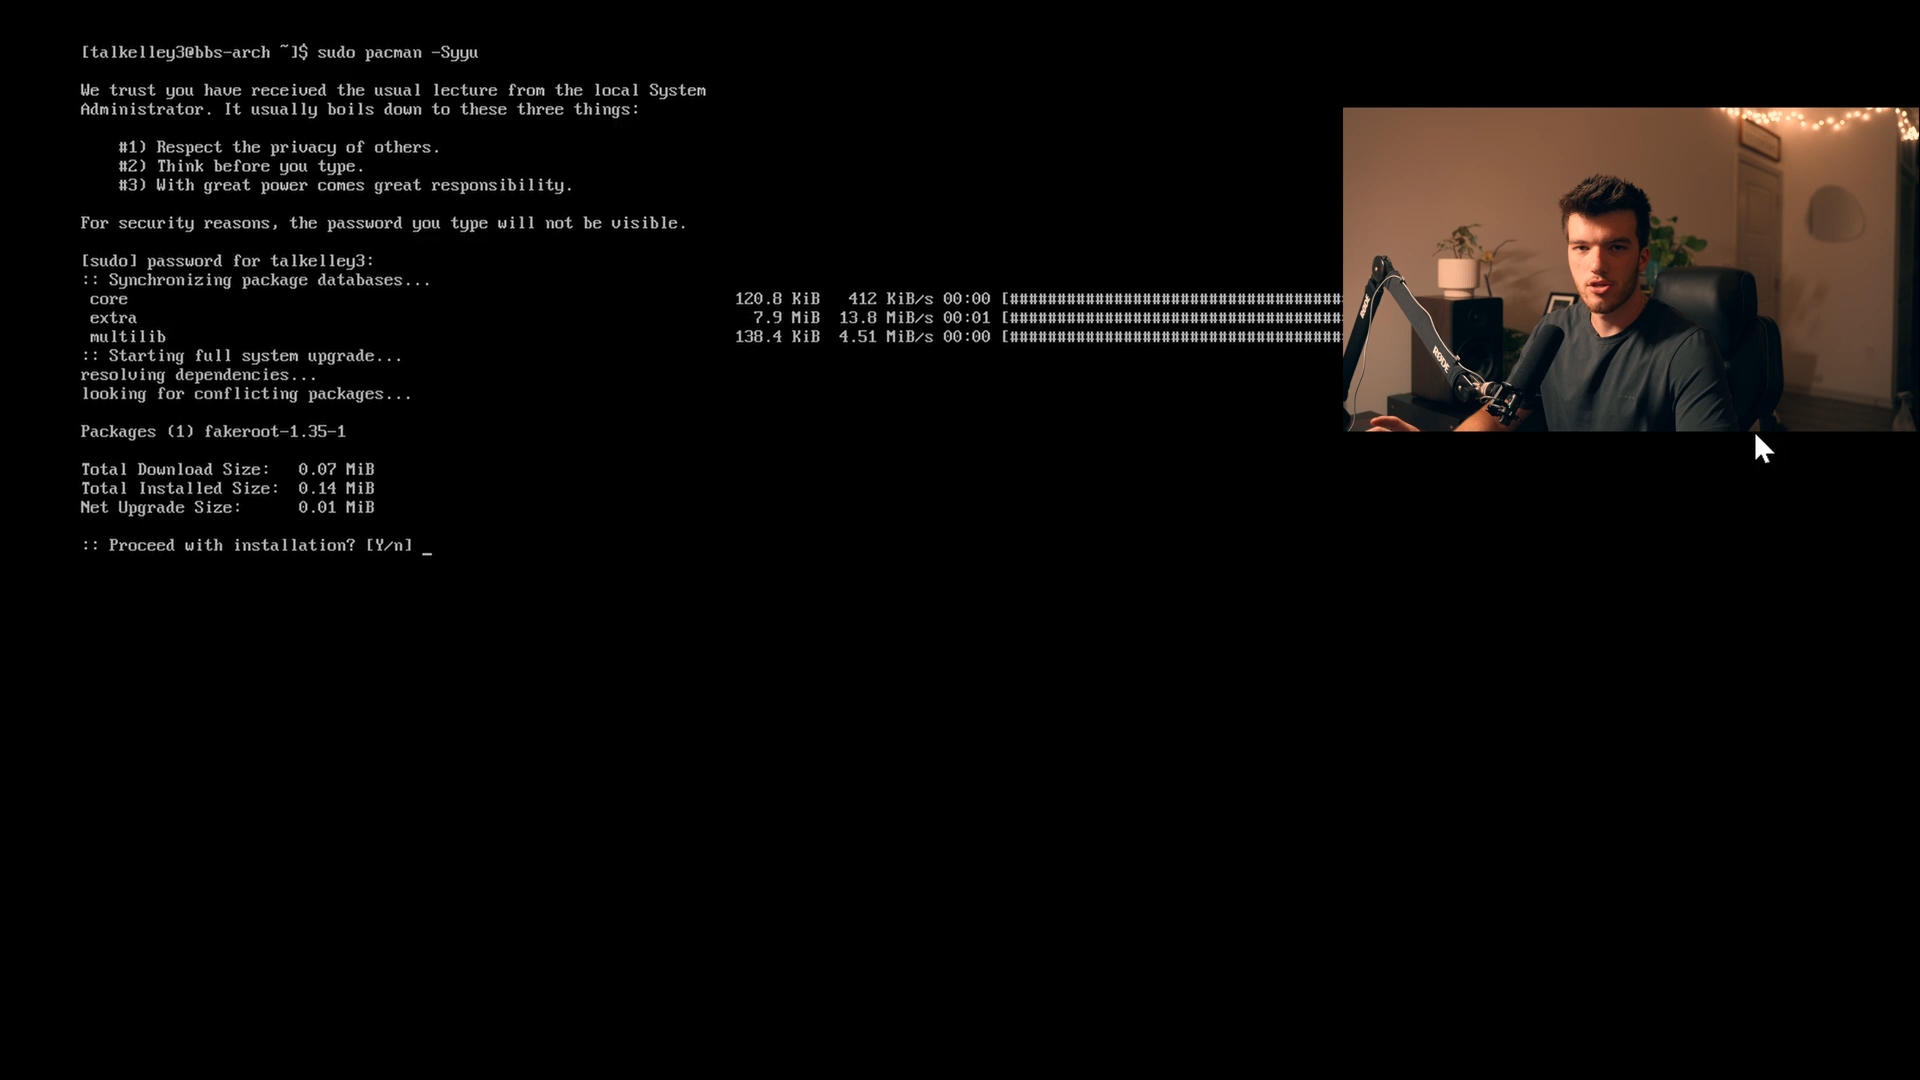 [talkelley3@bbs-arch ~]$ sudo pacman -Syyu
We trust you have received the usual lecture from the local System
Administrator. It usually boils down to these three things:
#1) Respect the privacy of others.
#2) Think before you type.
#3) With great power comes great responsibility.
For security reasons, the password you type will not be visible.
[sudo] password for talkelley3:
:: Synchronizing package databases...
core 120.8 KiB 412 KiB/s 00:00 [###################################
extra 7.9 MiB 13.8 MiB/s 00:01 [###################################
multilib 138.4 KiB 4.51 MiB/s 00:00 [###################################
:: Starting full system upgrade...
resolving dependencies...
looking for conflicting packages...
Packages (1) fakeroot-1.35-1
Total Download Size: 0.07 MiB
Total Installed Size: 0.14 MiB
Net Upgrade Size: 0.01 MiB
:: Proceed with installation? [Y/n] _
RØDE
RØDE